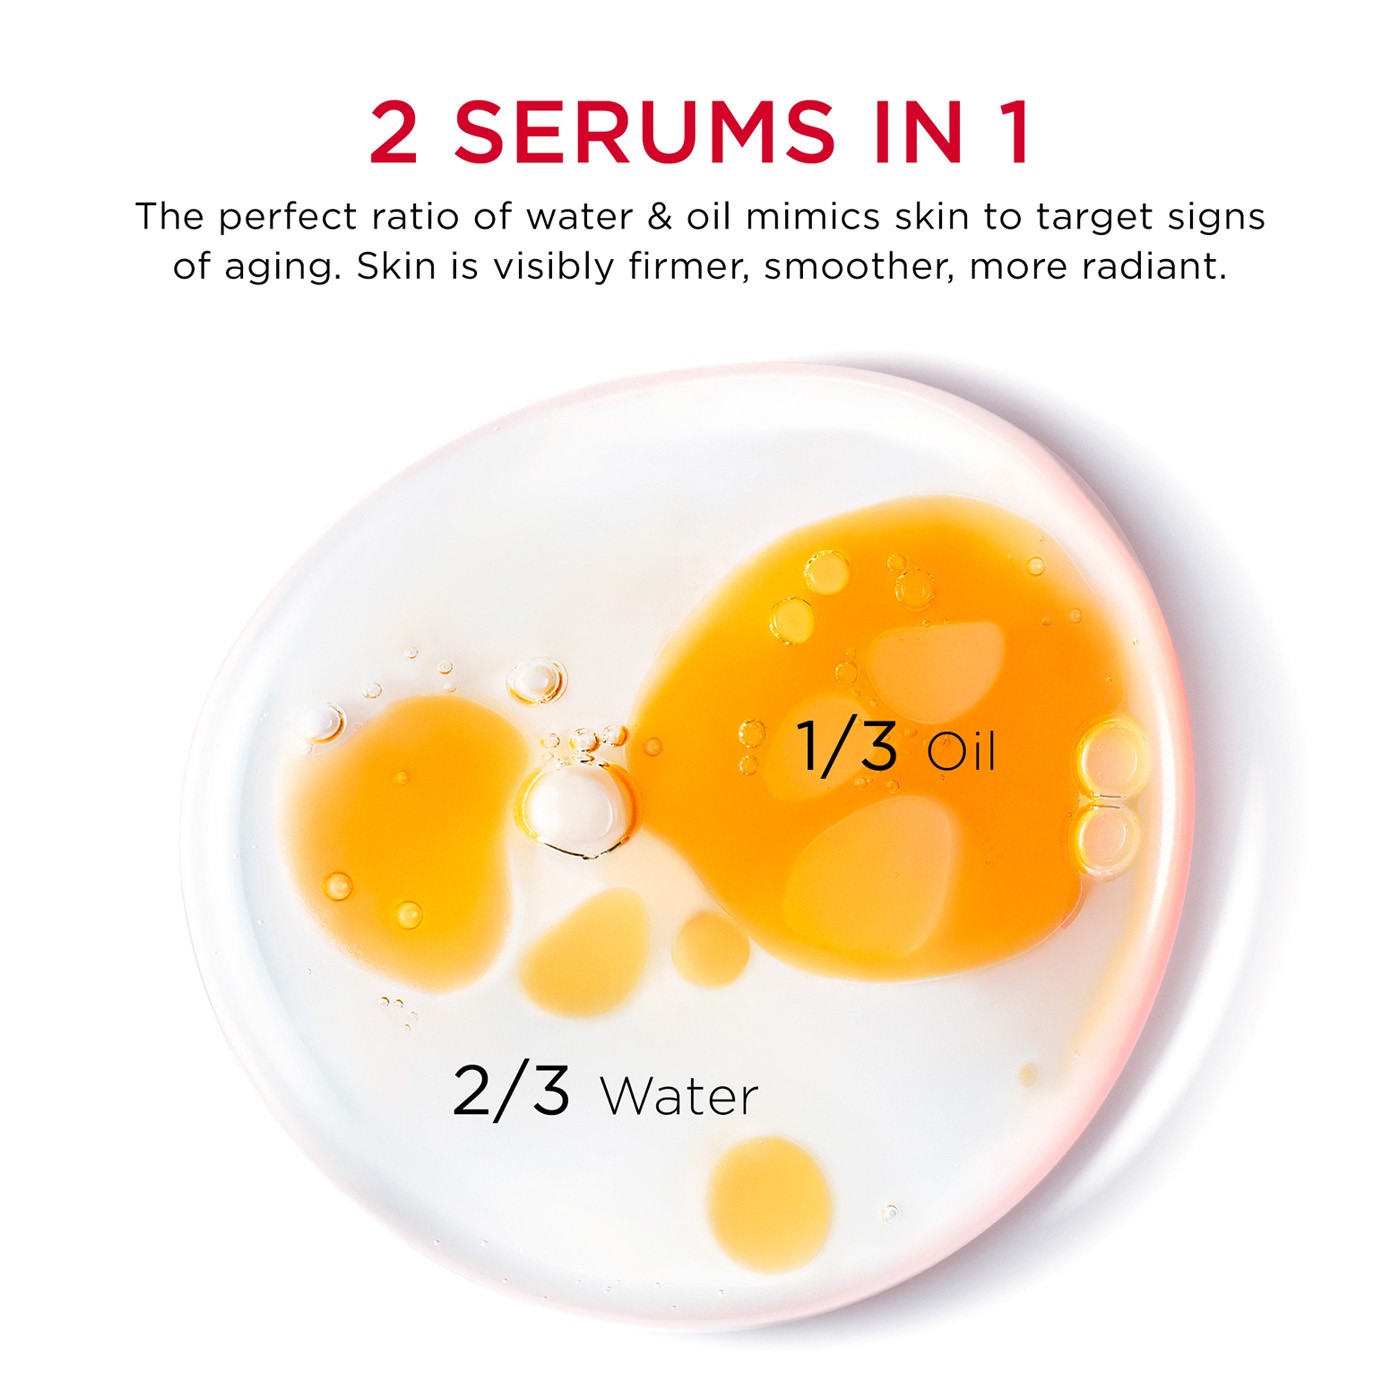 2 SERUMS IN 1
The perfect ratio of water & oil mimics skin to target signs
of aging. Skin is visibly firmer, smoother, more radiant.
1/3 Oil
2/3 Water